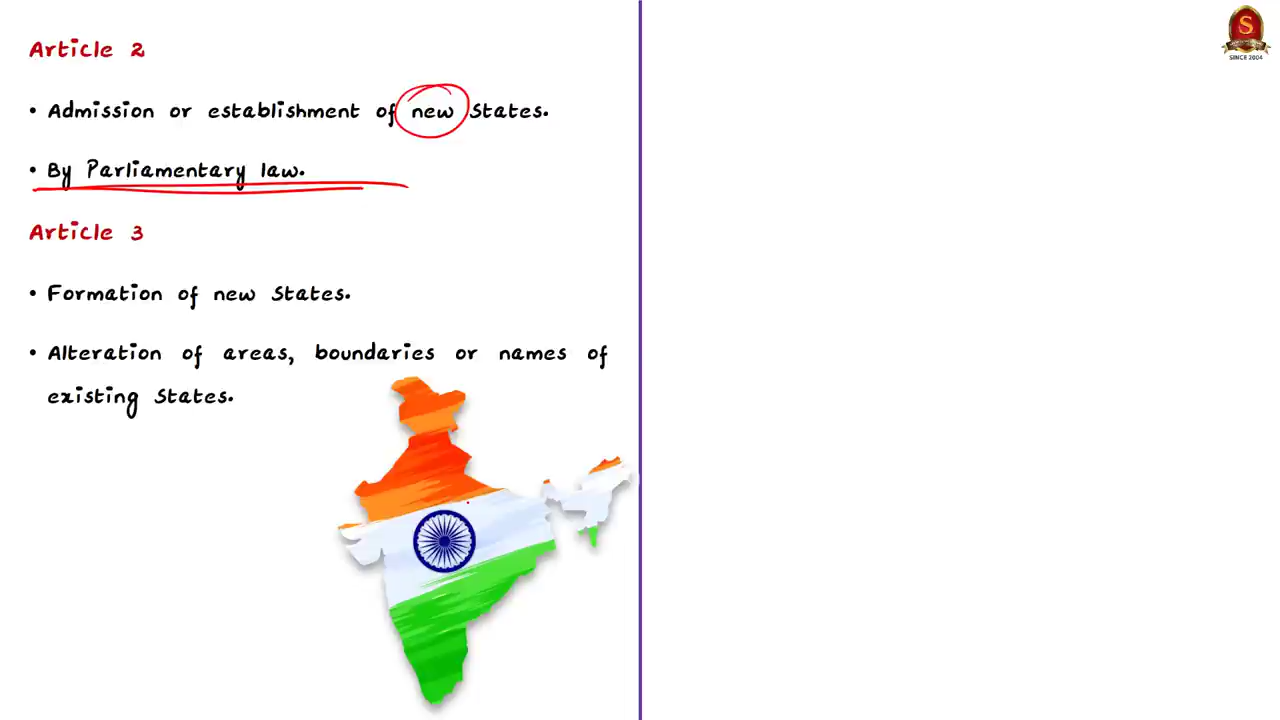 Article 2
• Admission or establishment of new States.
• By Parliamentary law.
Article 3
• Formation of new States.
• Alteration of areas, boundaries or names of
existing States.
S
SINCE 2004